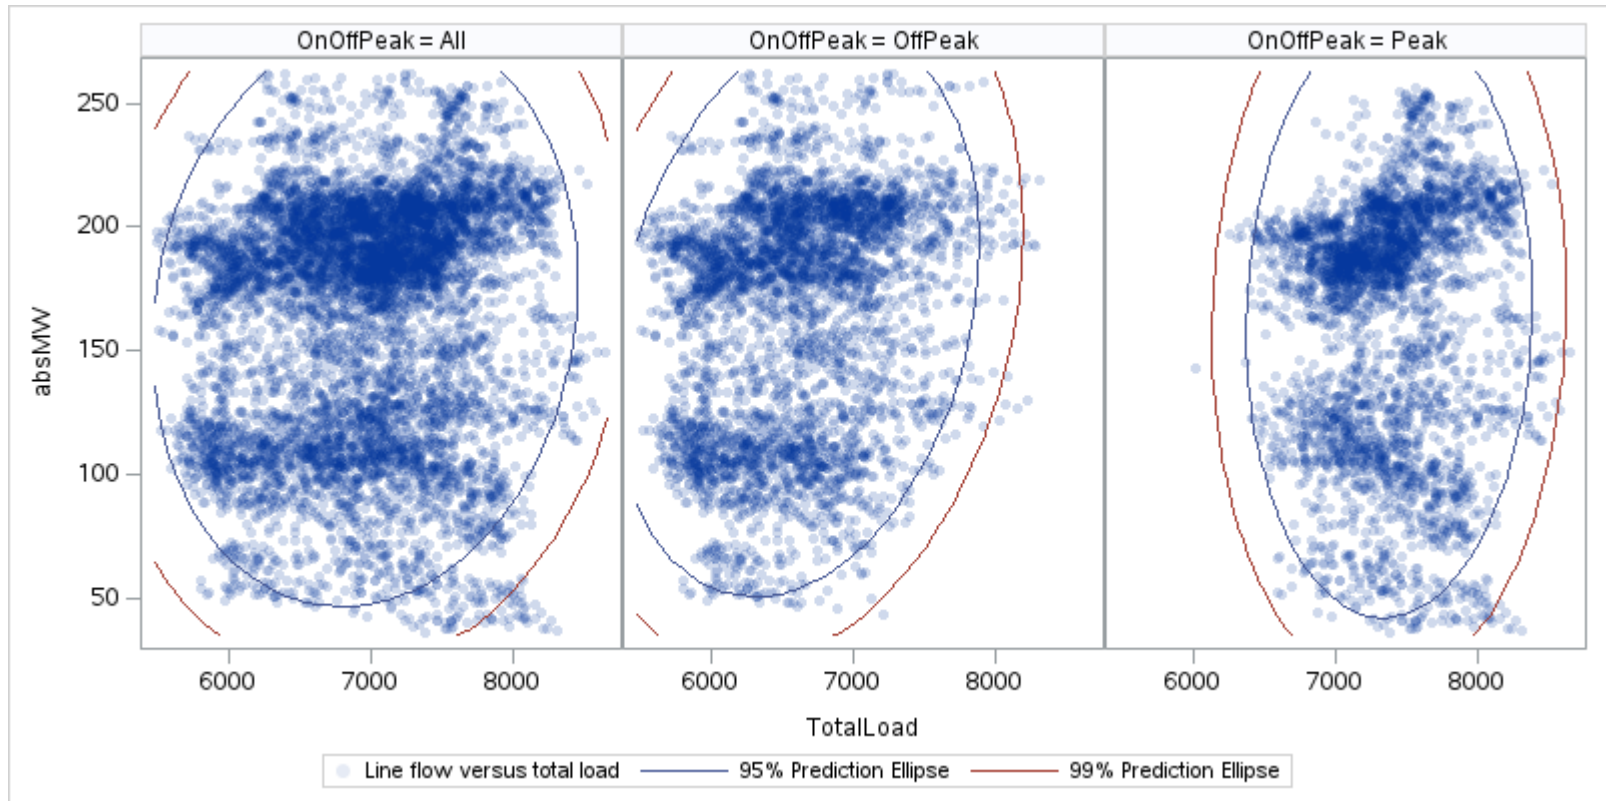 OnOffPeak = All
OnOffPeak = OffPeak
OnOffPeak = Peak
absMW
250
200
150
100
50
6000 7000 8000
6000 7000 8000
6000 7000 8000
TotalLoad
Line flow versus total load
95% Prediction Ellipse
99% Prediction Ellipse